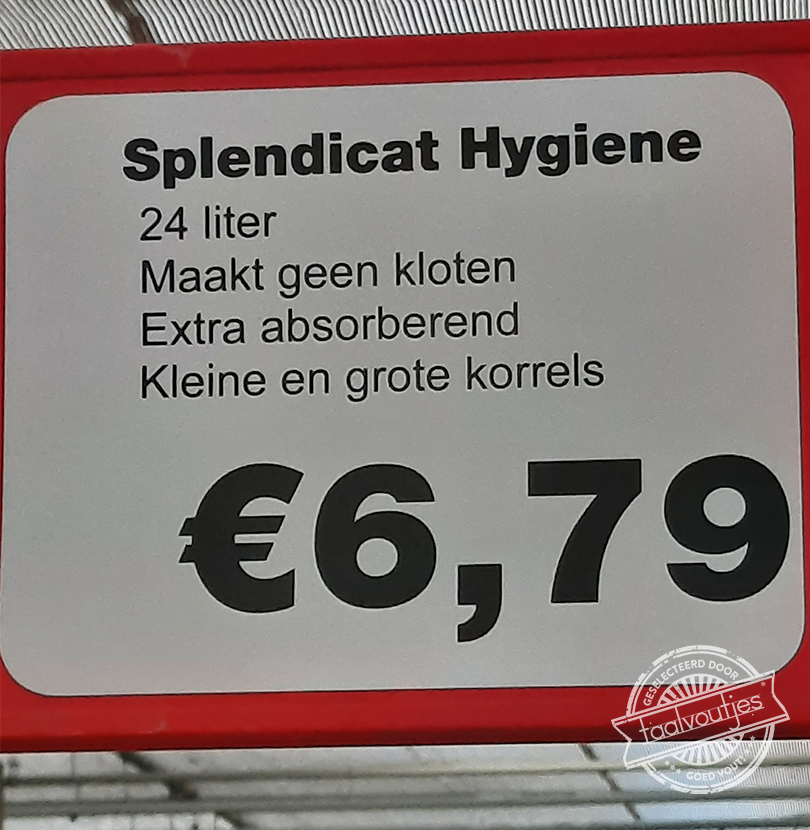 Splendicat Hygiene
24 liter
Maakt geen kloten
Extra absorberend
Kleine en grote korrels
€6,79
GESELECTEERD DOOR
taalvoutjes
GOED VOUT!